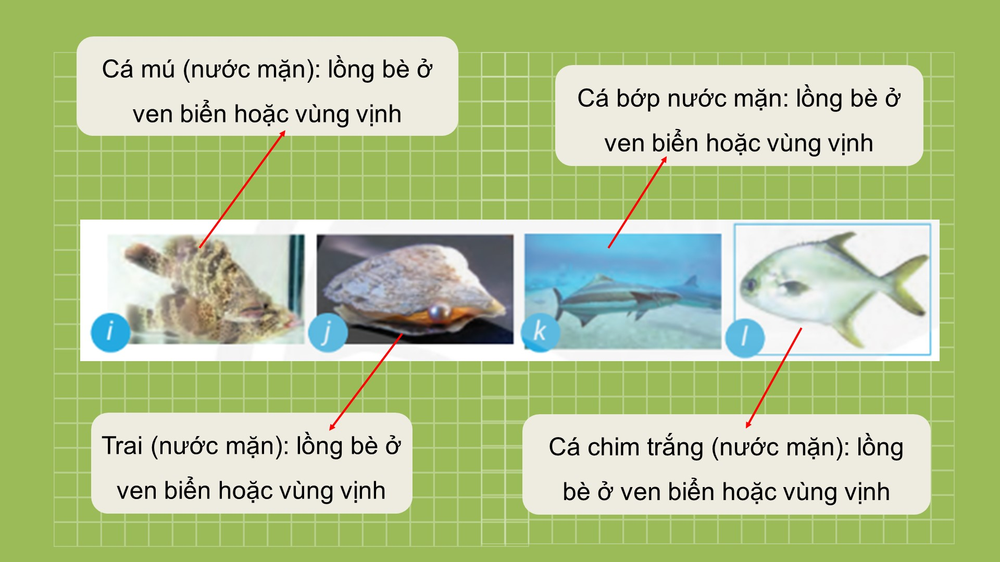 Cá mú (nước mặn): lồng bè ở
ven biển hoặc vùng vịnh
Cá bớp nước mặn: lồng bè ở
ven biển hoặc vùng vịnh
i
j
k
l
Trai (nước mặn): lồng bè ở
ven biển hoặc vùng vịnh
Cá chim trắng (nước mặn): lồng
bè ở ven biển hoặc vùng vịnh